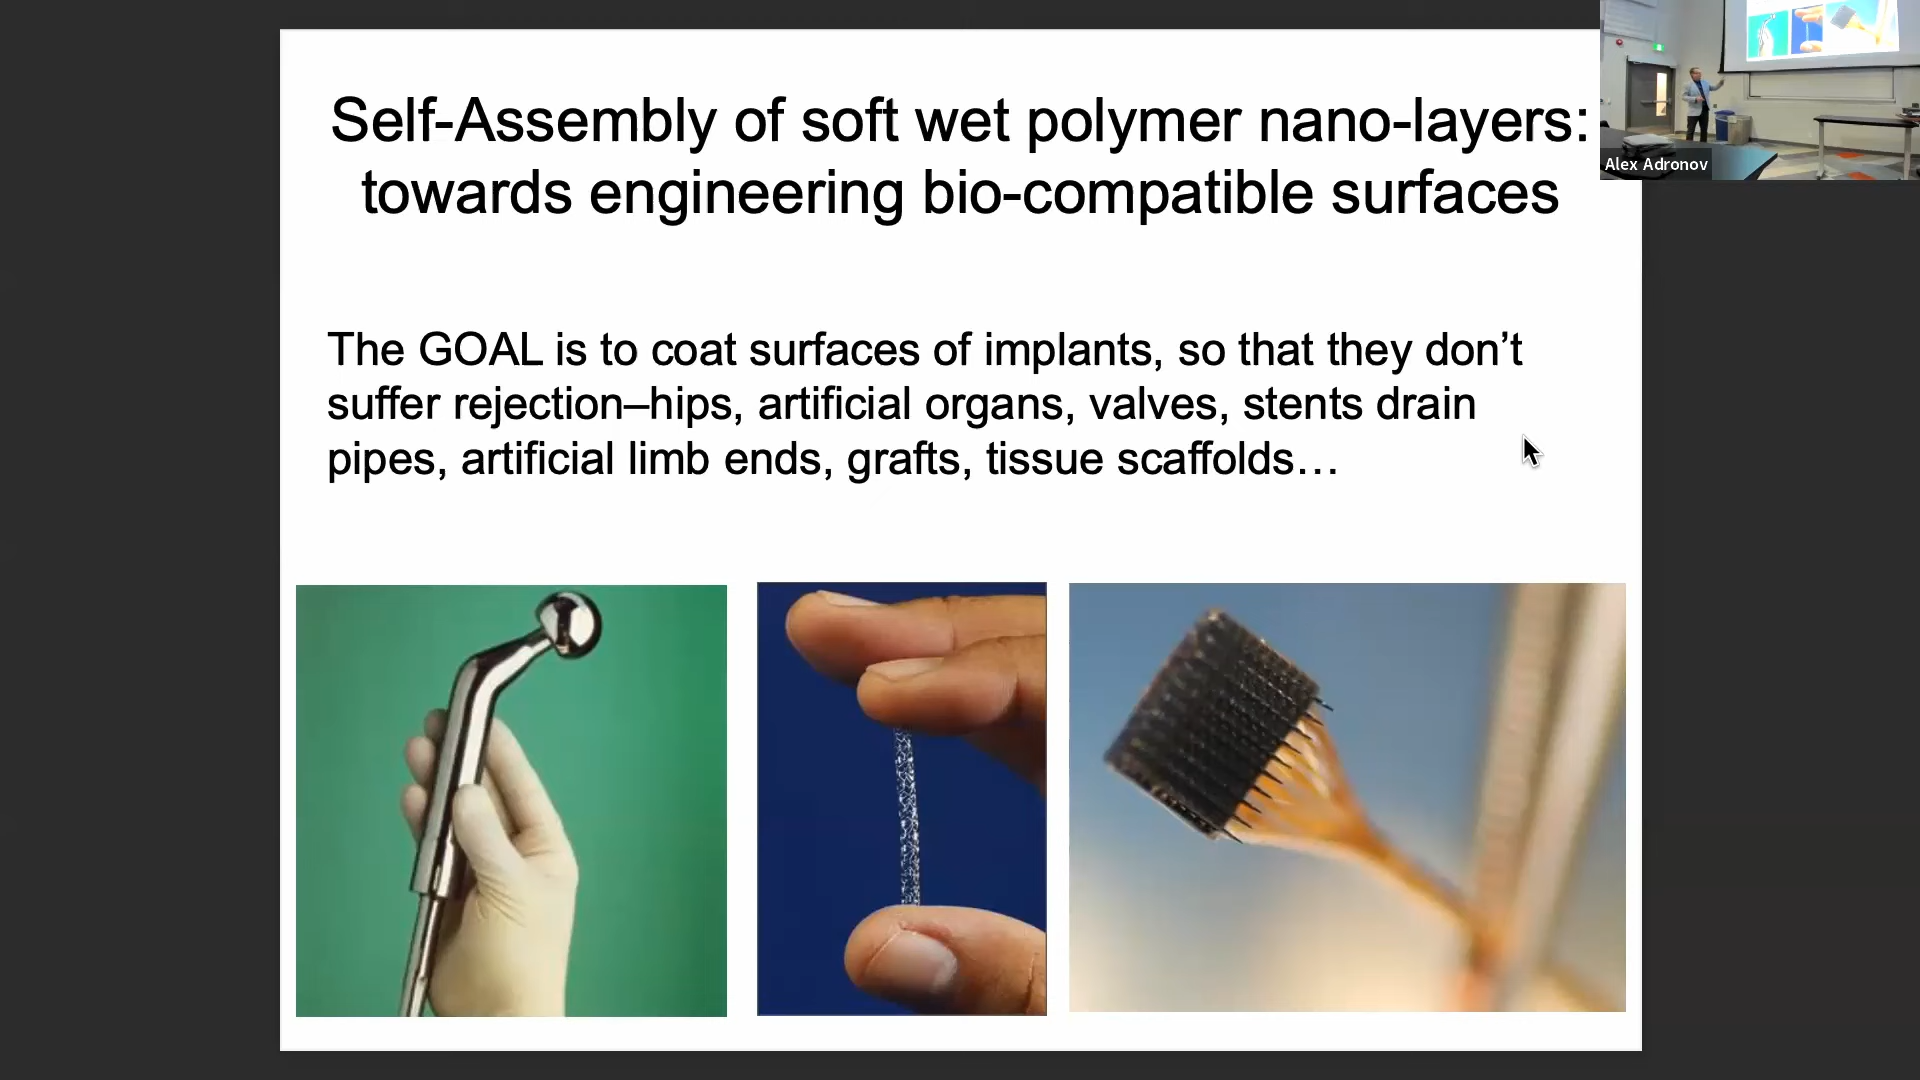 Self-Assembly of soft wet polymer nano-layers:
towards engineering bio-compatible surfaces
The GOAL is to coat surfaces of implants, so that they don’t
suffer rejection–hips, artificial organs, valves, stents drain
pipes, artificial limb ends, grafts, tissue scaffolds…
Alex Adronov